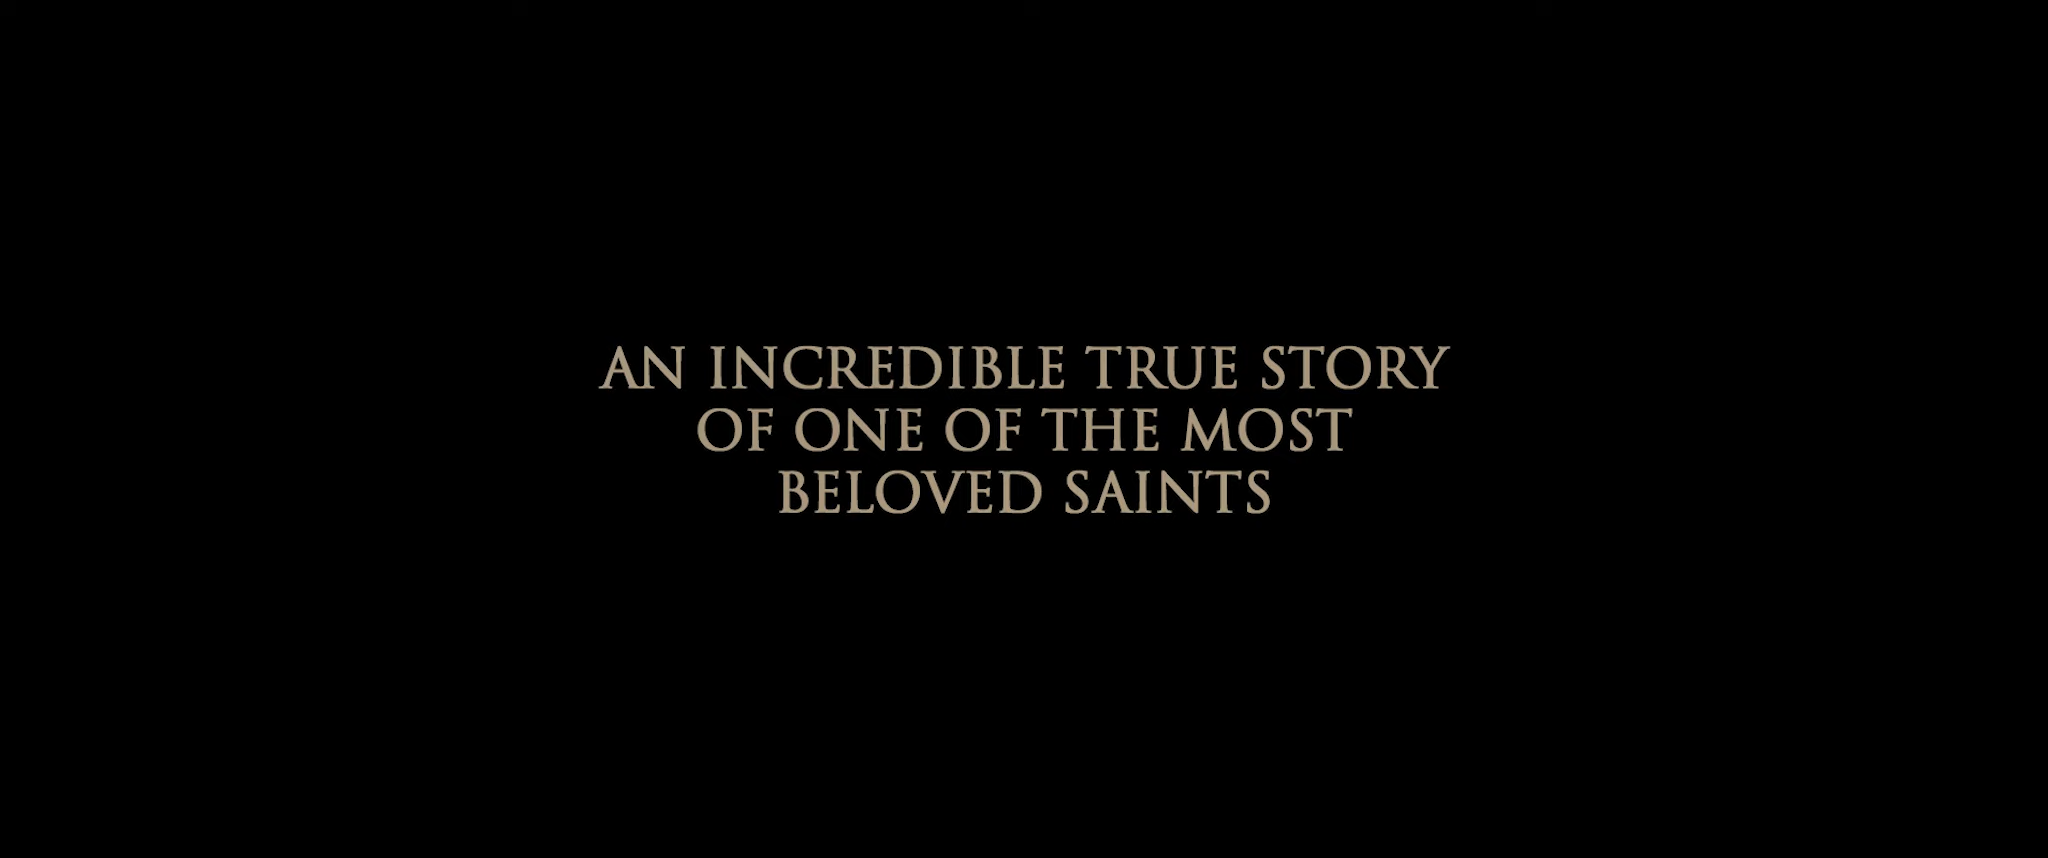 AN INCREDIBLE TRUE STORY
OF ONE OF THE MOST
BELOVED SAINTS